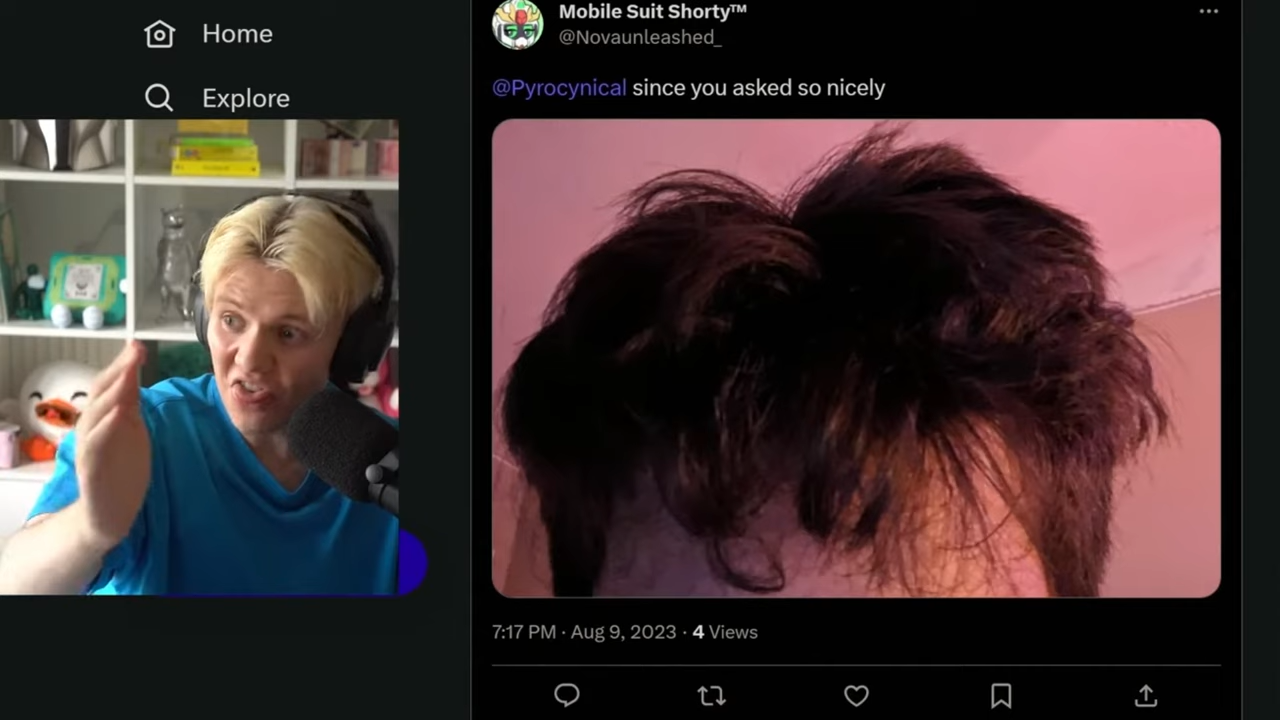 Home
Explore
Mobile Suit Shorty™
@Novaunleashed_
@Pyrocynical since you asked so nicely
7:17 PM · Aug 9, 2023 · 4 Views